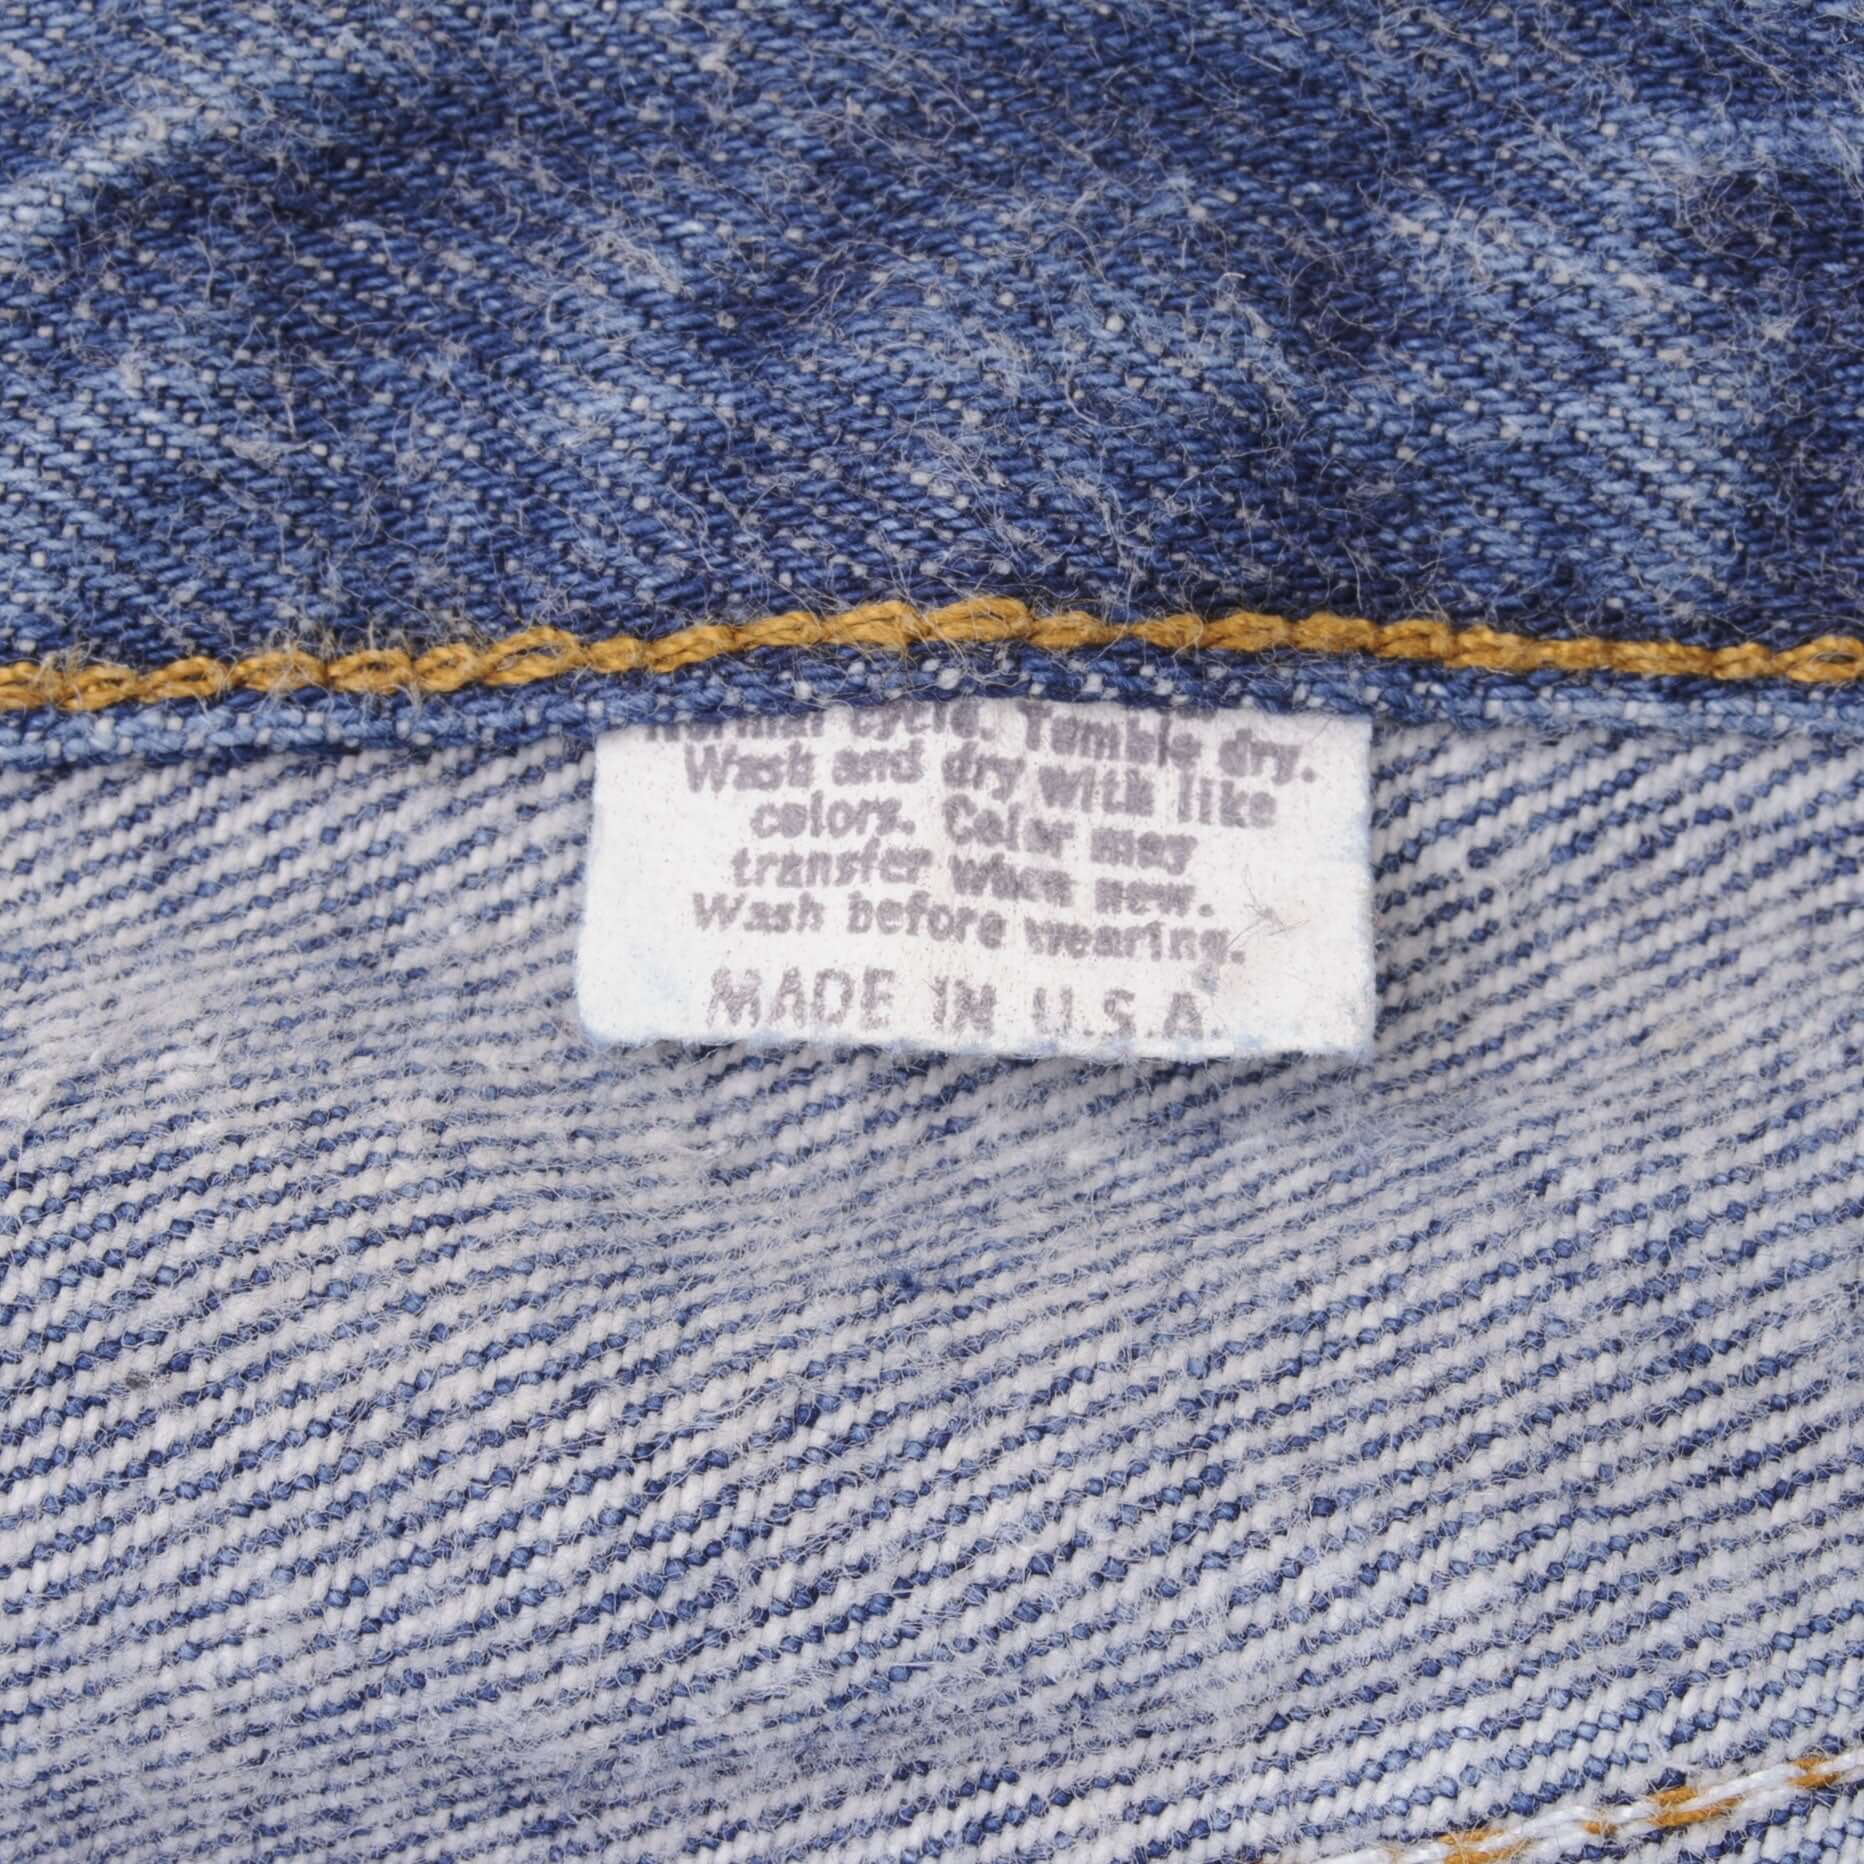 Normal cycle. Tumble dry.
Wash and dry with like
colors. Color may
transfer when new.
Wash before wearing.
MADE IN U.S.A.